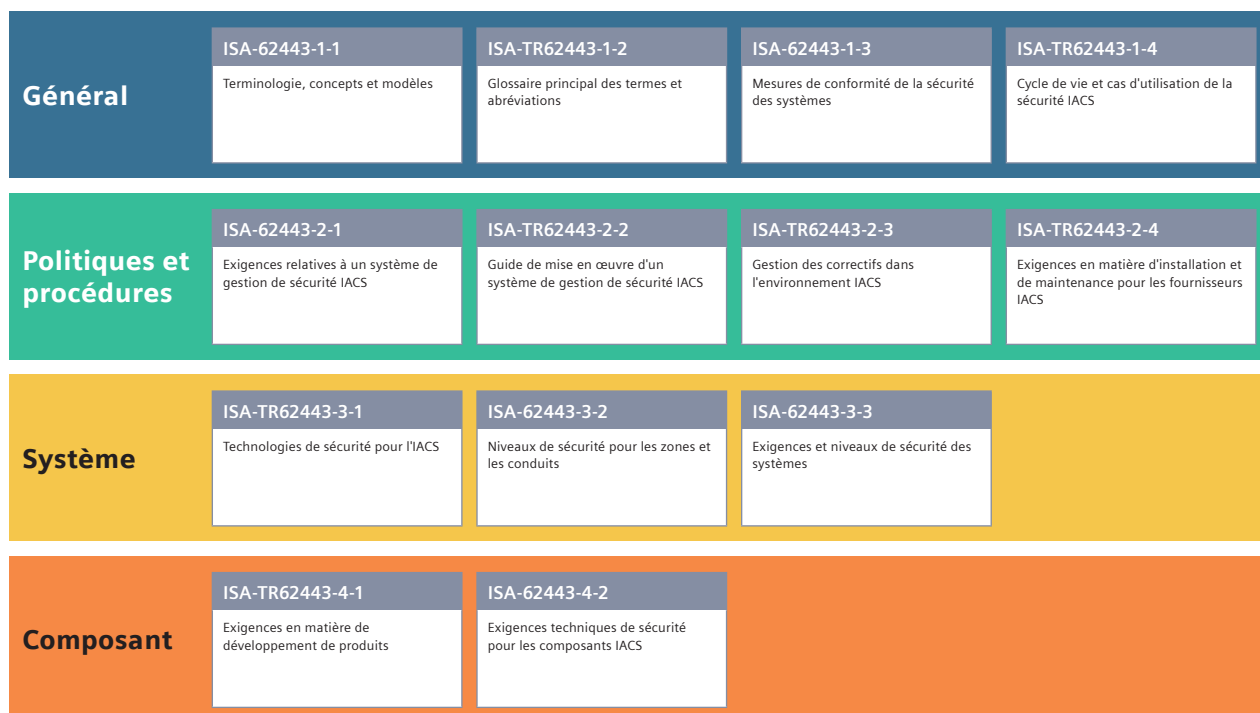 Général
ISA-62443-1-1
Terminologie, concepts et modèles
ISA-TR62443-1-2
Glossaire principal des termes et
abréviations
ISA-62443-1-3
Mesures de conformité de la sécurité
des systèmes
ISA-TR62443-1-4
Cycle de vie et cas d'utilisation de la
sécurité IACS
Politiques et
procédures
ISA-62443-2-1
Exigences relatives à un système de
gestion de sécurité IACS
ISA-TR62443-2-2
Guide de mise en œuvre d'un
système de gestion de sécurité IACS
ISA-TR62443-2-3
Gestion des correctifs dans
l'environnement IACS
ISA-TR62443-2-4
Exigences en matière d'installation et
de maintenance pour les fournisseurs
IACS
Système
ISA-TR62443-3-1
Technologies de sécurité pour l'IACS
ISA-62443-3-2
Niveaux de sécurité pour les zones et
les conduits
ISA-62443-3-3
Exigences et niveaux de sécurité des
systèmes
Composant
ISA-TR62443-4-1
Exigences en matière de
développement de produits
ISA-62443-4-2
Exigences techniques de sécurité
pour les composants IACS